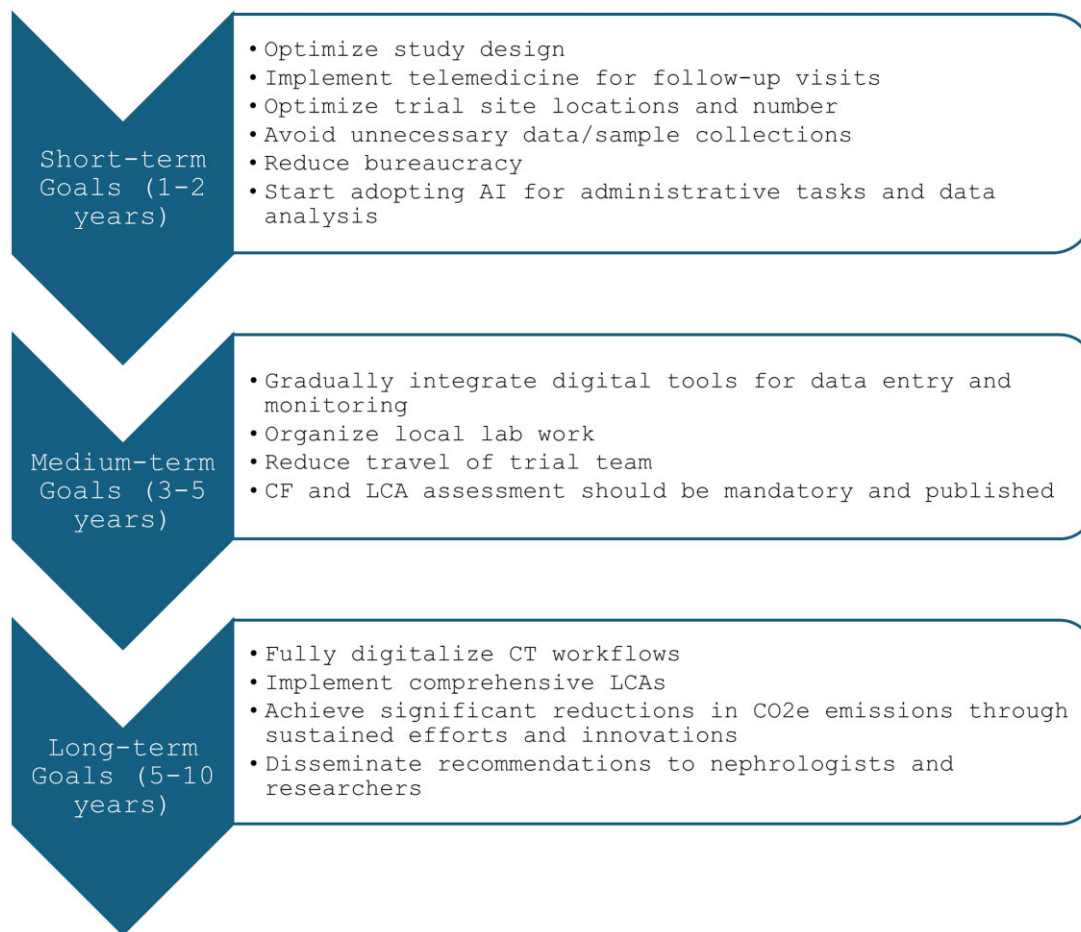 Short-term
Goals (1-2
years)
• Optimize study design
• Implement telemedicine for follow-up visits
• Optimize trial site locations and number
• Avoid unnecessary data/sample collections
• Reduce bureaucracy
• Start adopting AI for administrative tasks and data
analysis
Medium-term
Goals (3-5
years)
• Gradually integrate digital tools for data entry and
monitoring
• Organize local lab work
• Reduce travel of trial team
• CF and LCA assessment should be mandatory and published
Long-term
Goals (5-10
years)
• Fully digitalize CT workflows
• Implement comprehensive LCAs
• Achieve significant reductions in CO2e emissions through
sustained efforts and innovations
• Disseminate recommendations to nephrologists and
researchers